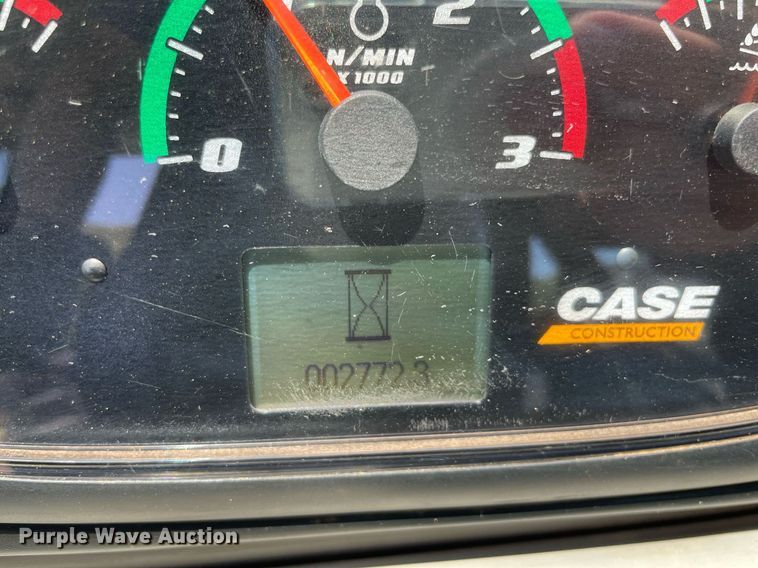 2
N/MIN
X 1000
0
3
CASE
CONSTRUCTION
002772.3
Purple Wave Auction